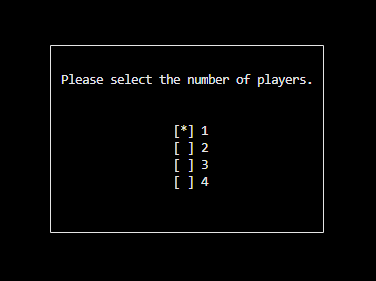 Please select the number of players.
[*] 1
[ ] 2
[ ] 3
[ ] 4